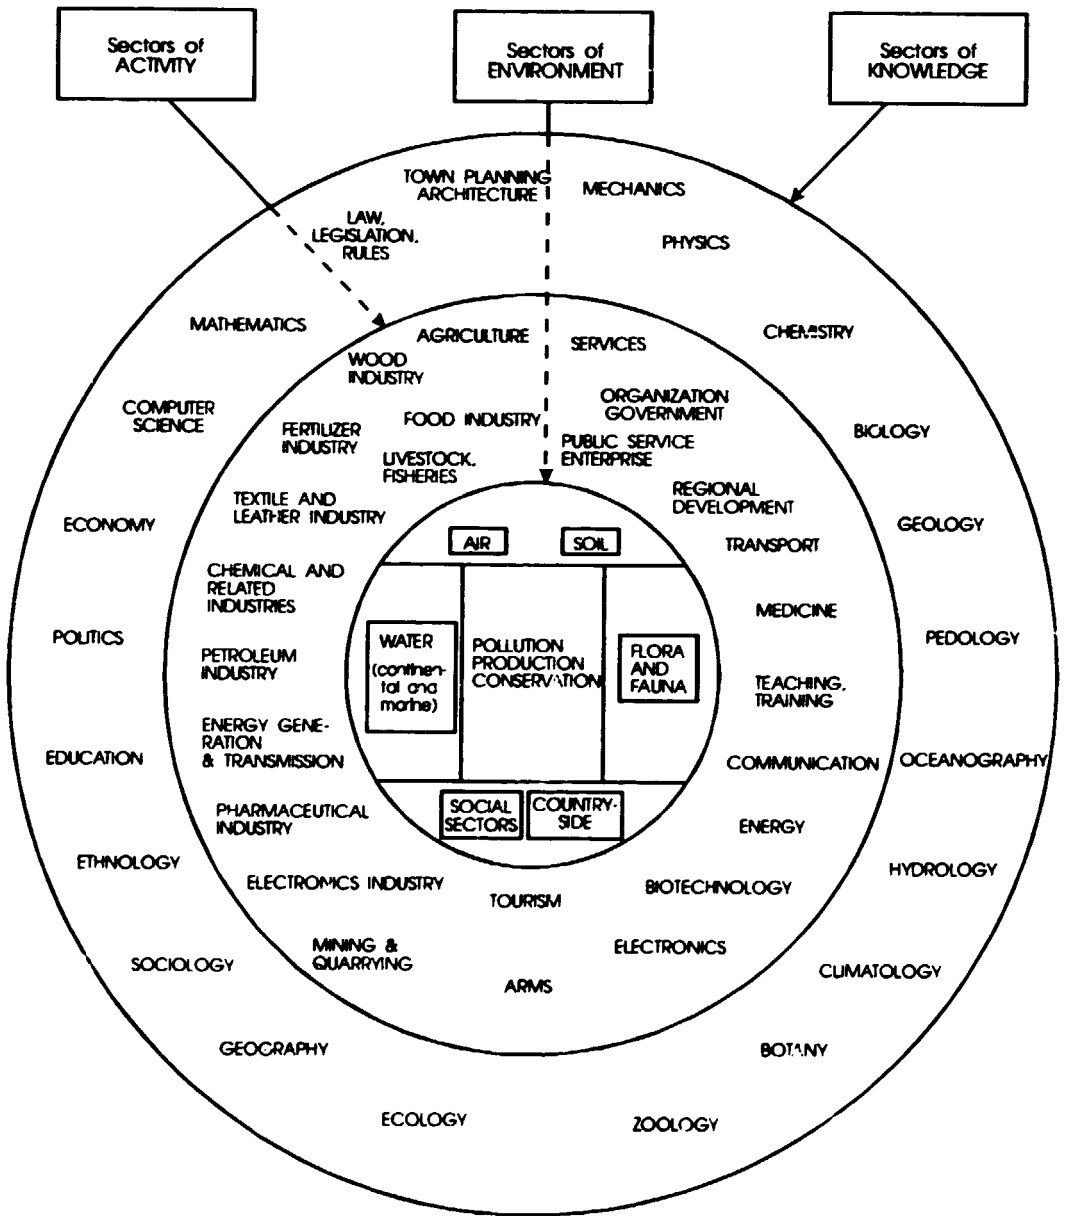 Sectors of
ACTIVITY
Sectors of
ENVIRONMENT
Sectors of
KNOWLEDGE
TOWN PLANNING
ARCHITECTURE
MECHANICS
LAW,
LEGISLATION,
RULES
PHYSICS
MATHEMATICS
CHEMISTRY
COMPUTER
SCIENCE
BIOLOGY
ECONOMY
GEOLOGY
POLITICS
PEDOLOGY
EDUCATION
OCEANOGRAPHY
ETHNOLOGY
HYDROLOGY
SOCIOLOGY
CLIMATOLOGY
GEOGRAPHY
BOTANY
ECOLOGY
ZOOLOGY
AGRICULTURE
SERVICES
WOOD
INDUSTRY
ORGANIZATION
GOVERNMENT
FOOD INDUSTRY
FERTILIZER
INDUSTRY
PUBLIC SERVICE
ENTERPRISE
LIVESTOCK,
FISHERIES
REGIONAL
DEVELOPMENT
TEXTILE AND
LEATHER INDUSTRY
TRANSPORT
CHEMICAL AND
RELATED
INDUSTRIES
MEDICINE
PETROLEUM
INDUSTRY
TEACHING,
TRAINING
ENERGY GENE-
RATION
& TRANSMISSION
COMMUNICATION
PHARMACEUTICAL
INDUSTRY
ENERGY
ELECTRONICS INDUSTRY
TOURISM
BIOTECHNOLOGY
MINING &
QUARRYING
ELECTRONICS
ARMS
AIR
SOIL
WATER
(continen-
tal and
marine)
POLLUTION
PRODUCTION
CONSERVATION
FLORA
AND
FAUNA
SOCIAL
SECTORS
COUNTRY-
SIDE